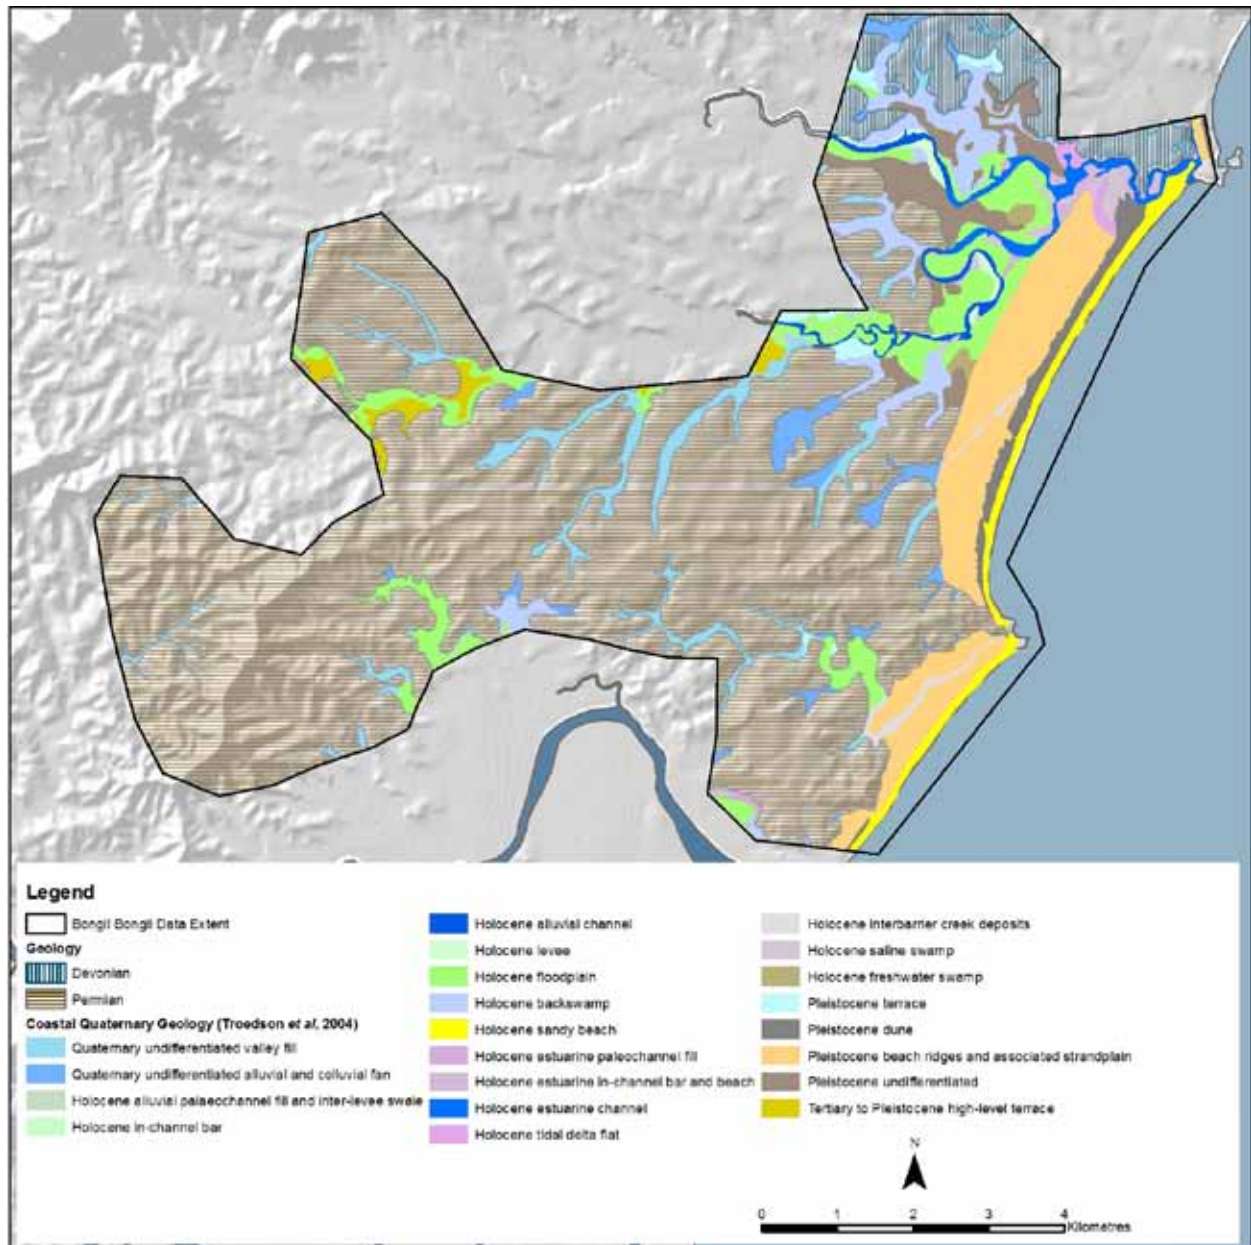 Legend
Bongil Bongil Data Extent
Geology
Devonian
Permian
Coastal Quaternary Geology (Troedson et al, 2004)
Quaternary undifferentiated valley fill
Quaternary undifferentiated alluvial and colluvial fan
Holocene alluvial palaeochannel fill and inter-levee swale
Holocene in-channel bar
Holocene alluvial channel
Holocene levee
Holocene floodplain
Holocene backswamp
Holocene sandy beach
Holocene estuarine paleochannel fill
Holocene estuarine in-channel bar and beach
Holocene estuarine channel
Holocene tidal delta flat
Holocene interbarrier creek deposits
Holocene saline swamp
Holocene freshwater swamp
Pleistocene terrace
Pleistocene dune
Pleistocene beach ridges and associated strandplain
Pleistocene undifferentiated
Tertiary to Pleistocene high-level terrace
N
0 1 2 3 4
Kilometres